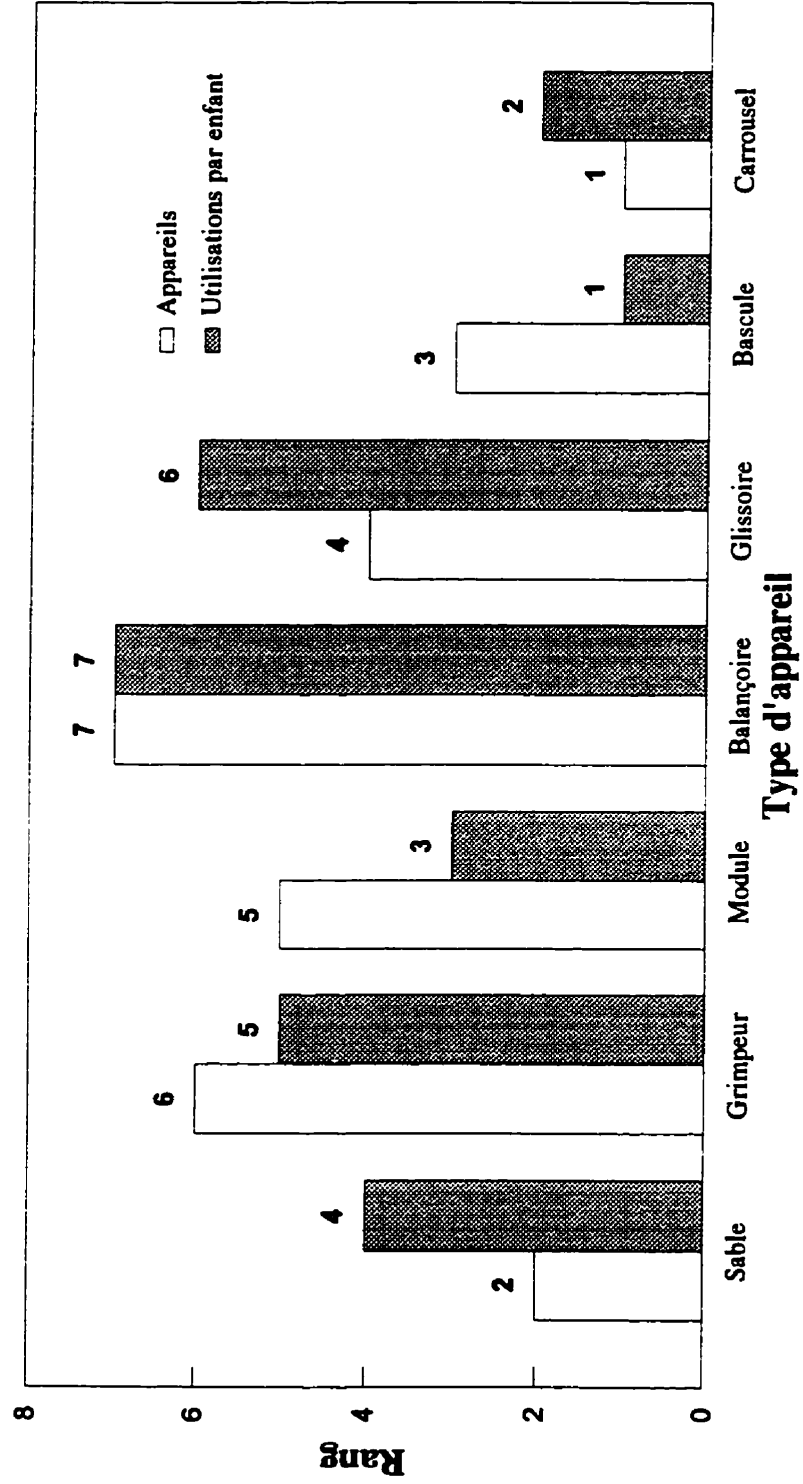 Rang
8
6
4
2
0
Appareils
Utilisations par enfant
2
4
6
5
5
3
7
7
4
6
3
1
1
2
Sable
Grimpeur
Module
Balançoire
Glissoire
Bascule
Carrousel
Type d'appareil